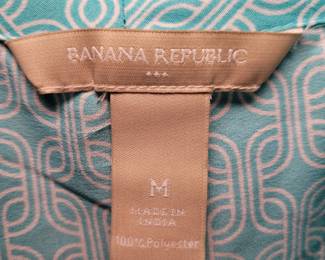 BANANA REPUBLIC
M
MADE IN
INDIA
100% Polyester